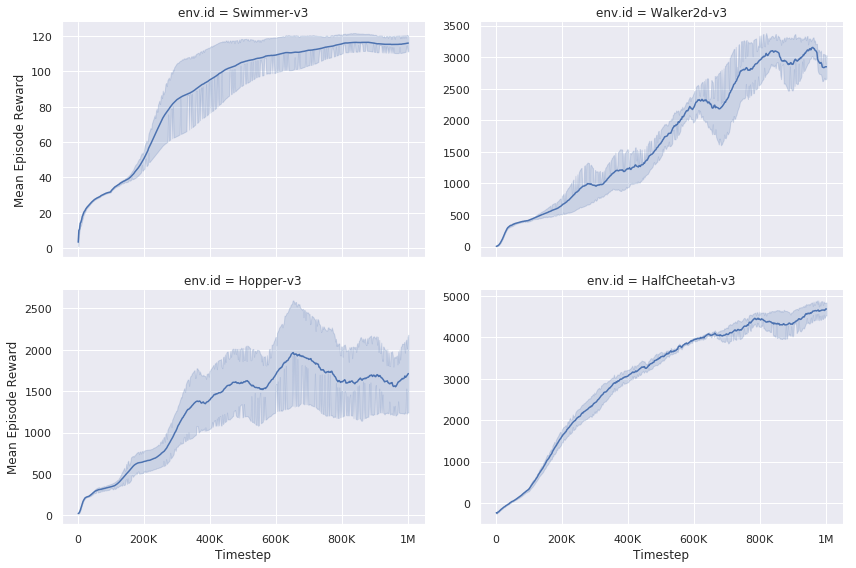 env.id = Swimmer-v3
120
100
80
60
40
20
0
Mean Episode Reward
env.id = Walker2d-v3
3500
3000
2500
2000
1500
1000
500
0
env.id = Hopper-v3
2500
2000
1500
1000
500
0
Mean Episode Reward
0 200K 400K 600K 800K 1M
Timestep
env.id = HalfCheetah-v3
5000
4000
3000
2000
1000
0
0 200K 400K 600K 800K 1M
Timestep